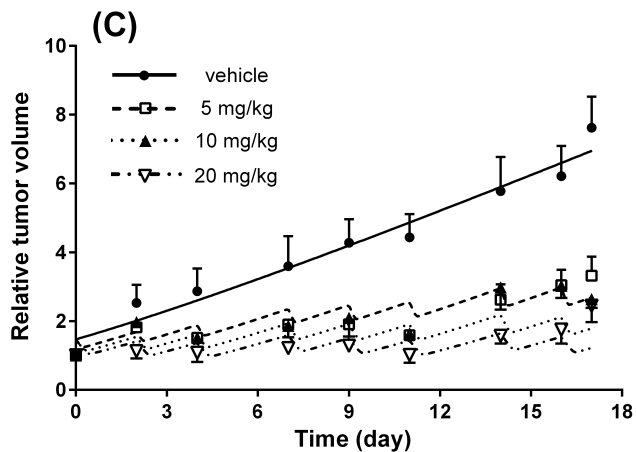 (C)
10
8
6
4
2
0
Relative tumor volume
vehicle
5 mg/kg
10 mg/kg
20 mg/kg
0 3 6 9 12 15 18
Time (day)